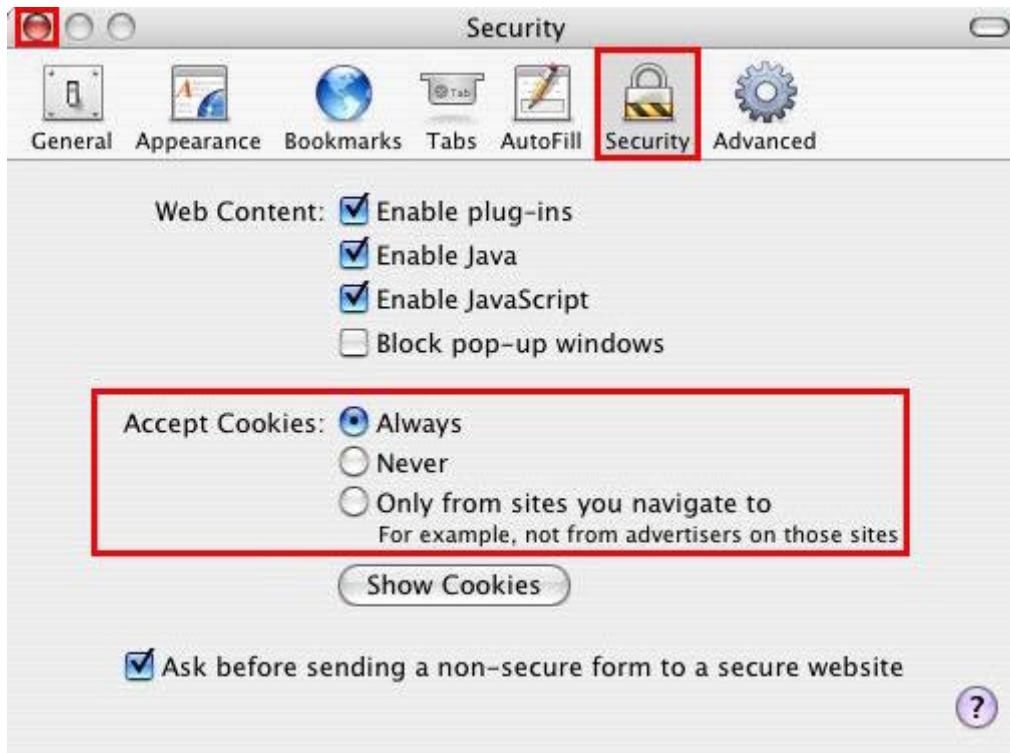 Security
Tab
General Appearance Bookmarks Tabs AutoFill Security Advanced
Web Content: Enable plug-ins
Enable Java
Enable JavaScript
Block pop-up windows
Accept Cookies: Always
Never
Only from sites you navigate to
For example, not from advertisers on those sites
Show Cookies
Ask before sending a non-secure form to a secure website
?